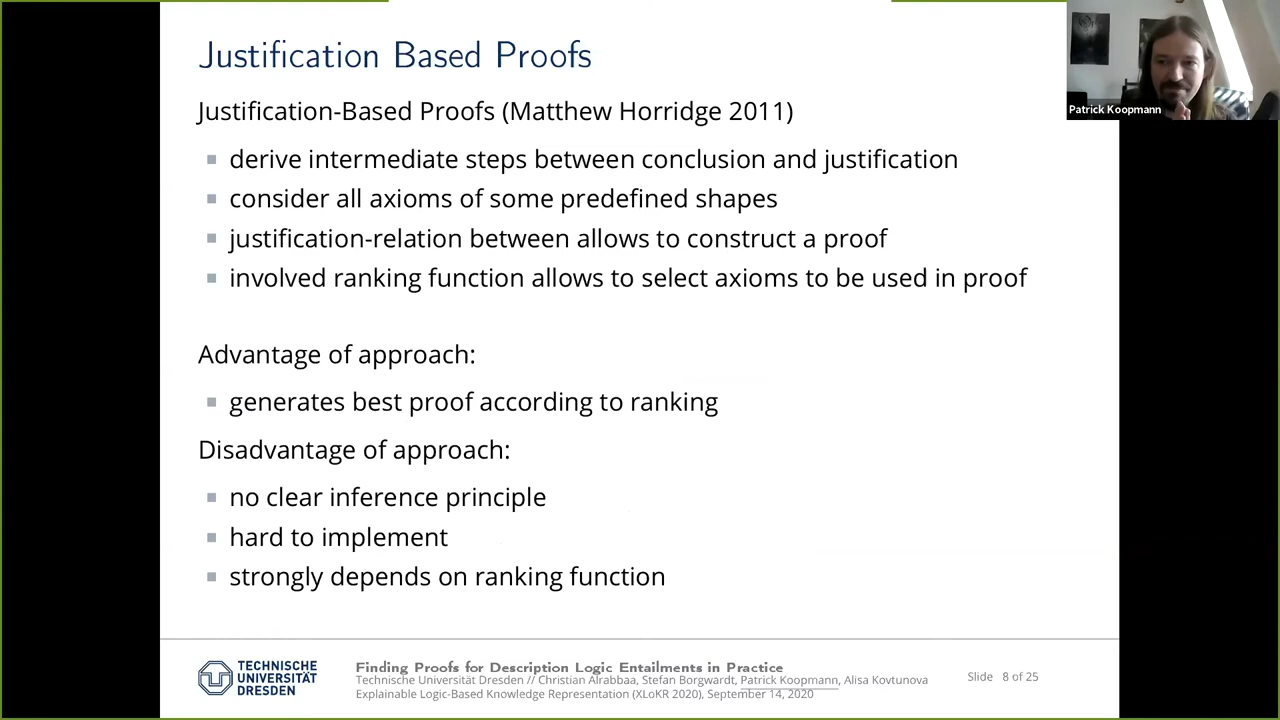 Justification Based Proofs
Patrick Koopmann
Justification-Based Proofs (Matthew Horridge 2011)
derive intermediate steps between conclusion and justification
consider all axioms of some predefined shapes
justification-relation between allows to construct a proof
involved ranking function allows to select axioms to be used in proof
Advantage of approach:
generates best proof according to ranking
Disadvantage of approach:
no clear inference principle
hard to implement
strongly depends on ranking function
TECHNISCHE
UNIVERSITÄT
DRESDEN
Finding Proofs for Description Logic Entailments in Practice
Technische Universität Dresden // Christian Alrabbaa, Stefan Borgwardt, Patrick Koopmann, Alisa Kovtunova
Explainable Logic-Based Knowledge Representation (XLoKR 2020), September 14, 2020
Slide 8 of 25